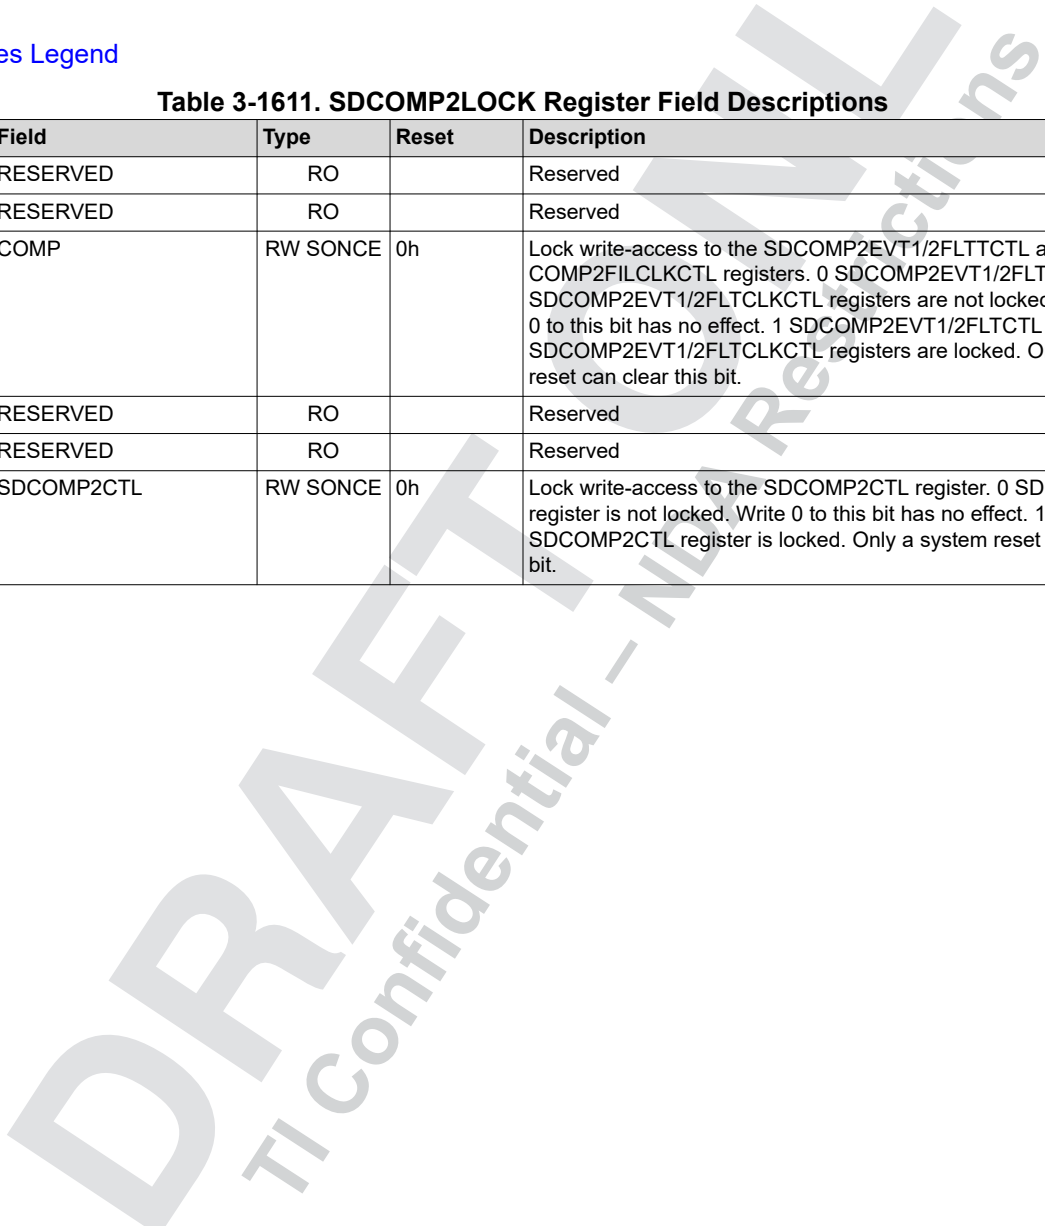 es Legend
Table 3-1611. SDCOMP2LOCK Register Field Descriptions
Field Type Reset Description
RESERVED RO Reserved
RESERVED RO Reserved
COMP RW SONCE 0h Lock write-access to the SDCOMP2EVT1/2FLTTCTL a
COMP2FILCLKCTL registers. 0 SDCOMP2EVT1/2FLT
SDCOMP2EVT1/2FLTCLKCTL registers are not locked
0 to this bit has no effect. 1 SDCOMP2EVT1/2FLTCTL
SDCOMP2EVT1/2FLTCLKCTL registers are locked. O
reset can clear this bit.
RESERVED RO Reserved
RESERVED RO Reserved
SDCOMP2CTL RW SONCE 0h Lock write-access to the SDCOMP2CTL register. 0 SD
register is not locked. Write 0 to this bit has no effect. 1
SDCOMP2CTL register is locked. Only a system reset
bit.
DRAFT ONL
TI Confidential – NDA Restrictions